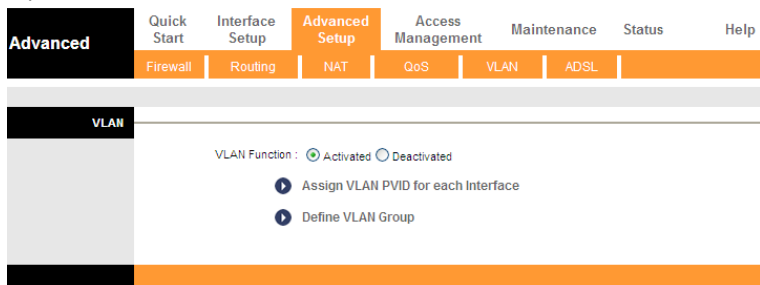 Advanced
Quick Start
Interface Setup
Advanced Setup
Access Management
Maintenance
Status
Help
Firewall
Routing
NAT
QoS
VLAN
ADSL
VLAN
VLAN Function : Activated Deactivated
Assign VLAN PVID for each Interface
Define VLAN Group